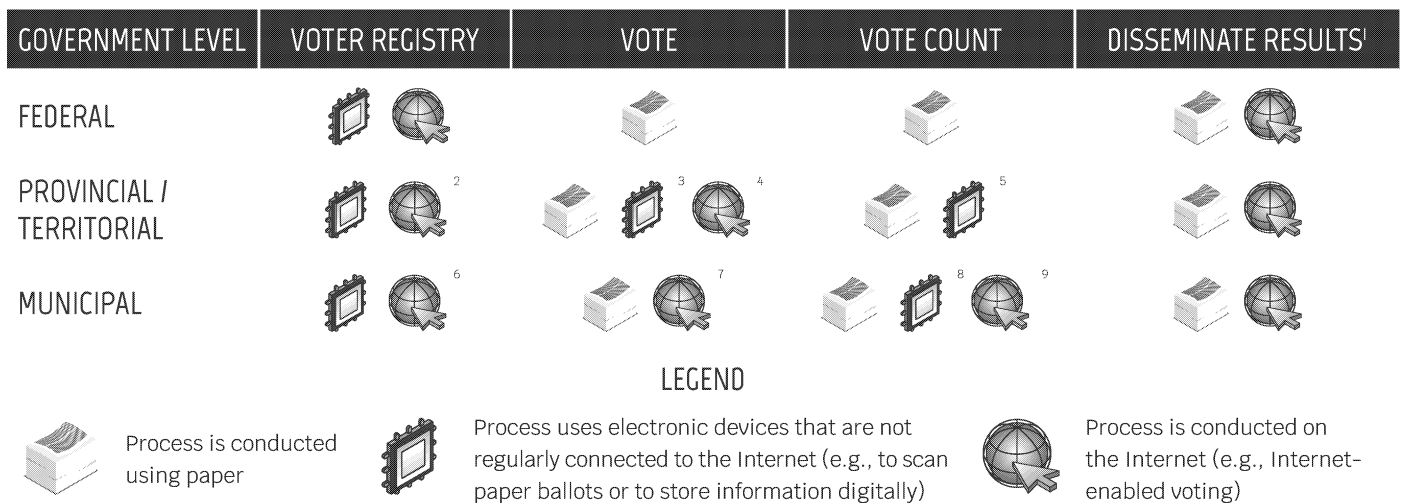 GOVERNMENT LEVEL VOTER REGISTRY VOTE VOTE COUNT DISSEMINATE RESULTS¹
FEDERAL
PROVINCIAL / 2 3 4 5
TERRITORIAL
MUNICIPAL 6 7 8 9
LEGEND
Process is conducted
using paper
Process uses electronic devices that are not
regularly connected to the Internet (e.g., to scan
paper ballots or to store information digitally)
Process is conducted on
the Internet (e.g., Internet-
enabled voting)